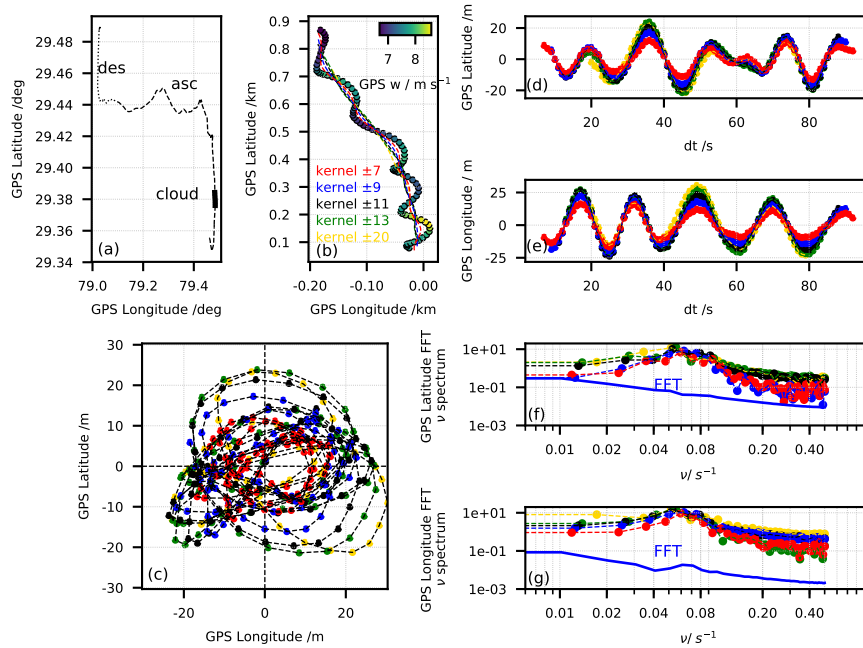 29.48
29.46
29.44
29.42
29.40
29.38
29.36
29.34
GPS Latitude /deg
des
asc
cloud
(a)
79.0
79.2
79.4
GPS Longitude /deg
0.9
0.8
0.7
0.6
0.5
0.4
0.3
0.2
0.1
GPS Latitude /km
7
8
GPS w / m s⁻¹
kernel ±7
kernel ±9
kernel ±11
kernel ±13
kernel ±20
(b)
-0.20
-0.10
0.00
GPS Longitude /km
30
20
10
0
-10
-20
-30
GPS Latitude /m
(c)
-20
0
20
GPS Longitude /m
20
0
-20
GPS Latitude / m
(d)
20
40
60
80
dt /s
25
0
-25
GPS Longitude / m
(e)
20
40
60
80
dt /s
1e+01
1e-01
1e-03
GPS Latitude FFT
ν spectrum
FFT
(f)
0.01
0.04
0.08
0.20
0.40
ν/ s⁻¹
1e+01
1e-01
1e-03
GPS Longitude FFT
ν spectrum
FFT
(g)
0.01
0.04
0.08
0.20
0.40
ν/ s⁻¹